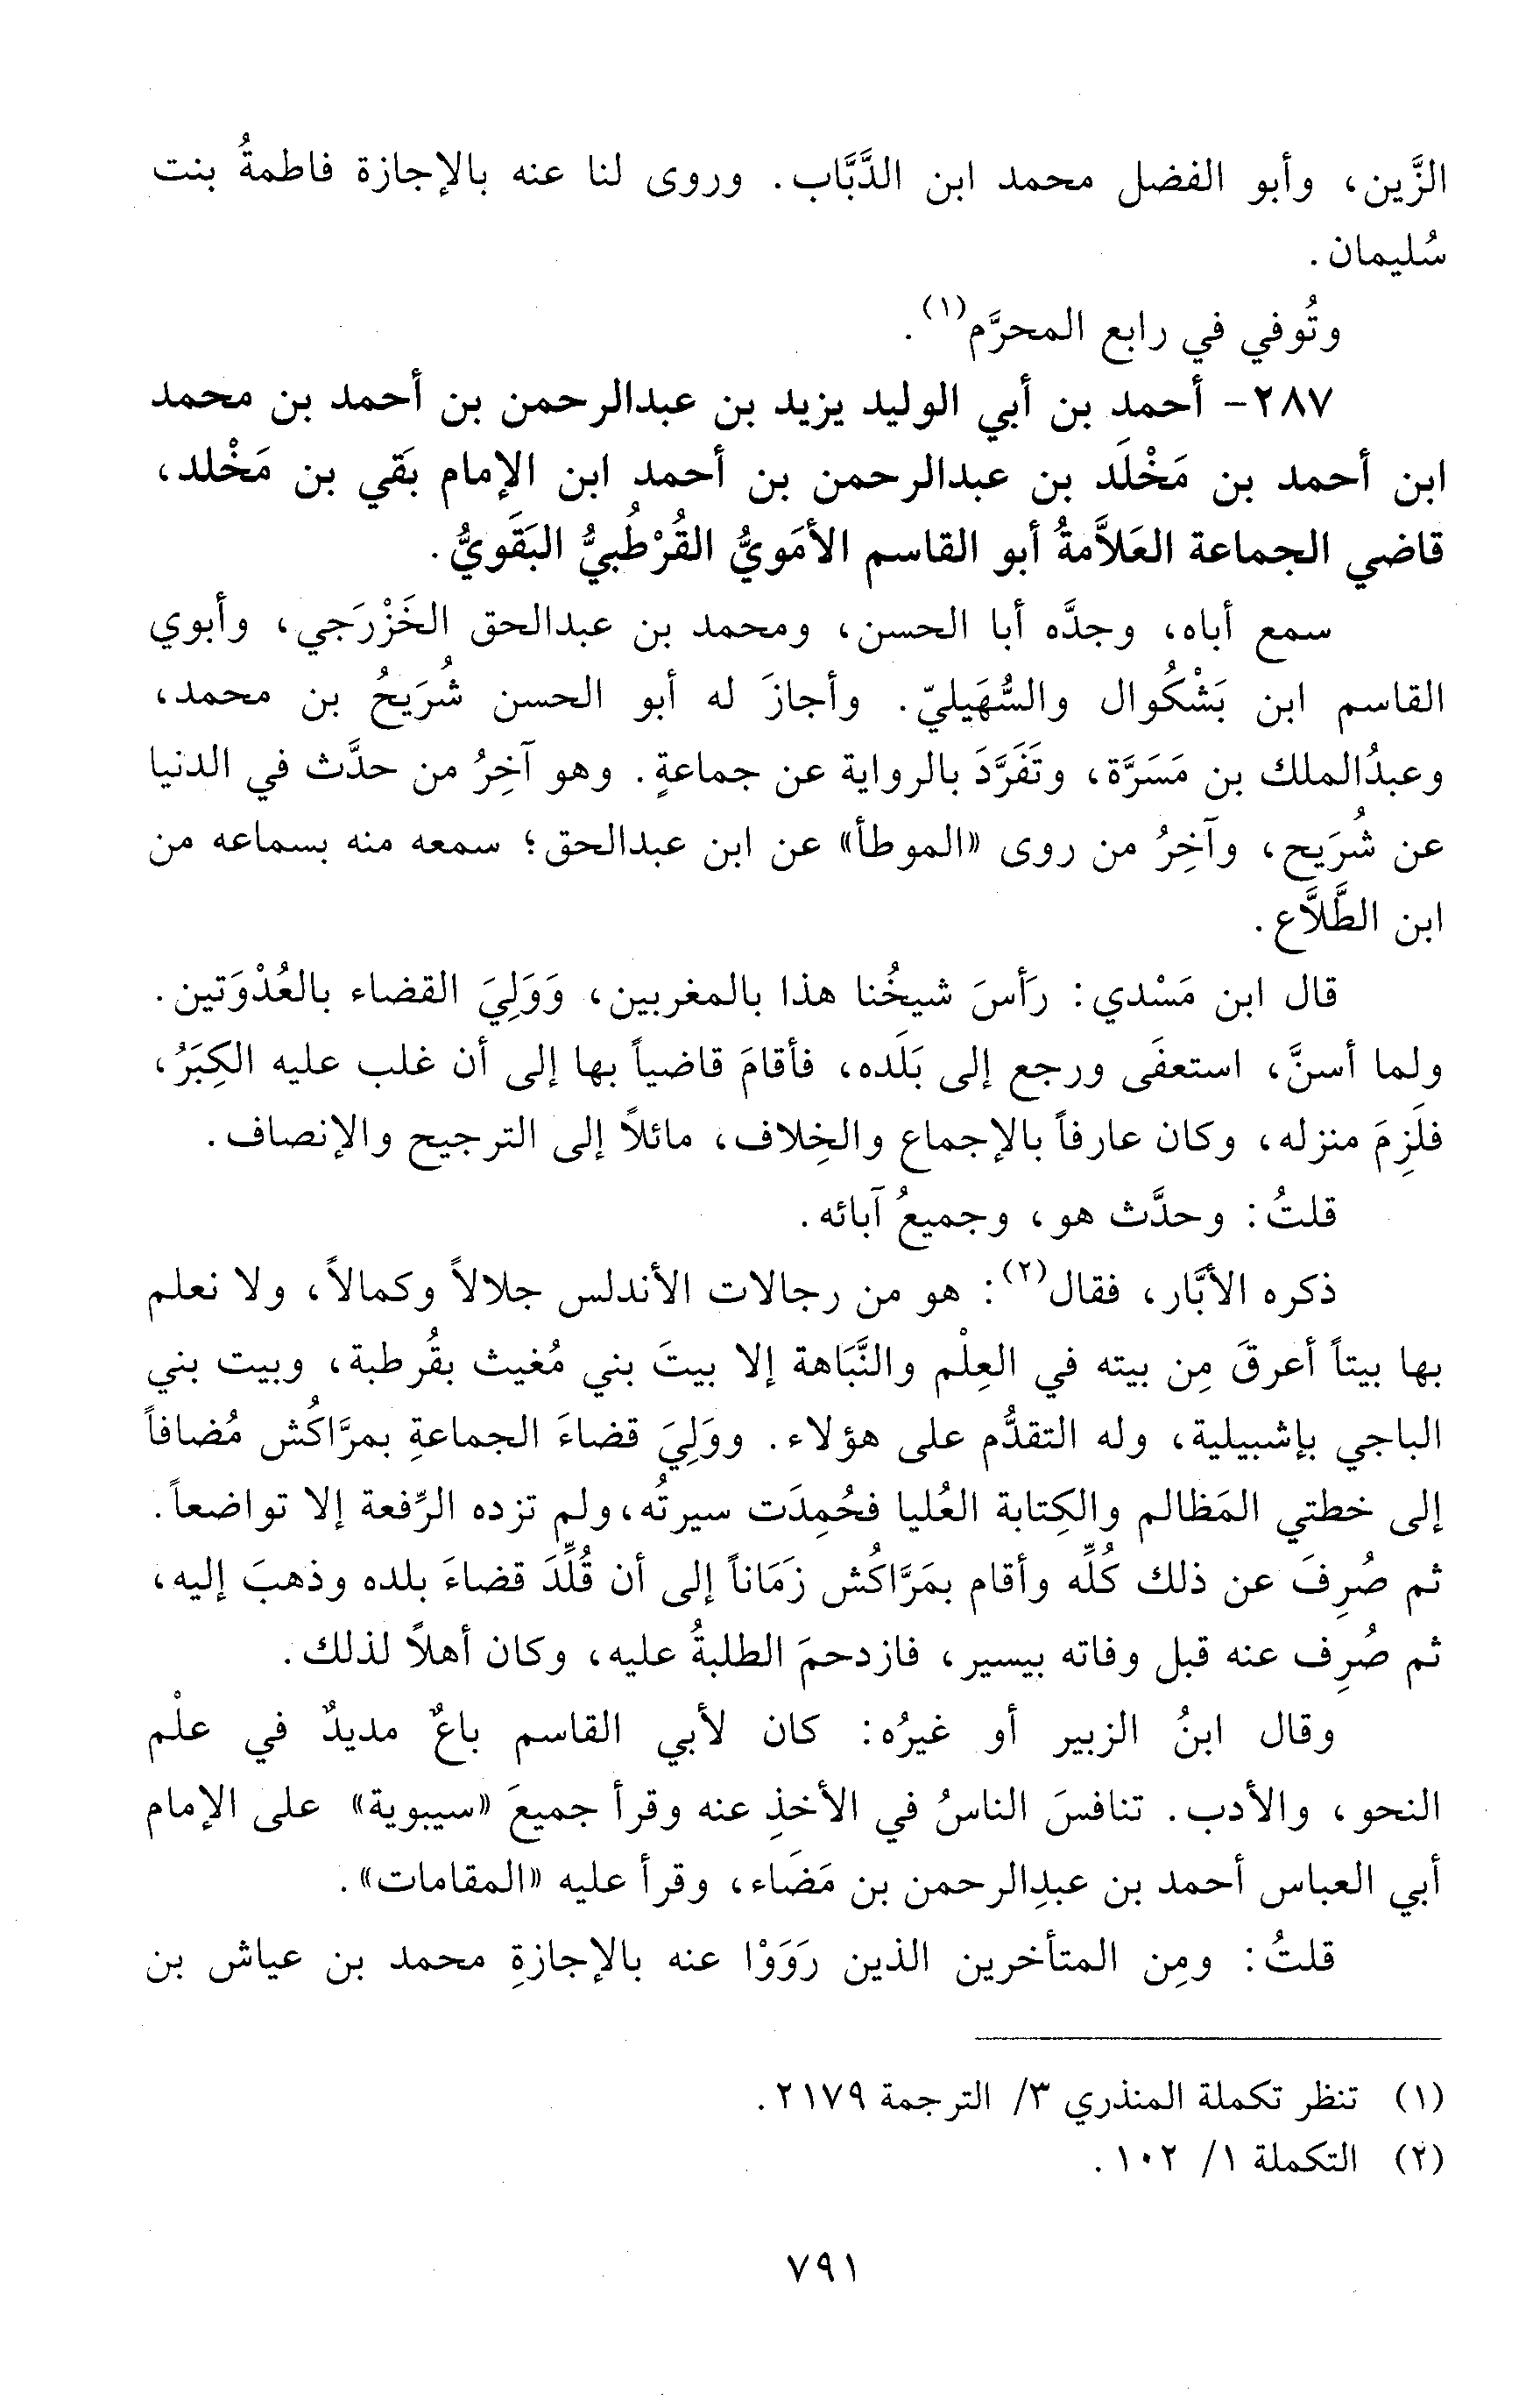 الزَّين، وأبو الفضل محمد ابن الدَّبَّاب. وروى لنا عنه بالإجازة فاطمةُ بنت
سُليمان.
وتُوفي في رابع المحرَّم(١).
٢٨٧- أحمد بن أبي الوليد يزيد بن عبدالرحمن بن أحمد بن محمد
ابن أحمد بن مَخْلَد بن عبدالرحمن بن أحمد ابن الإمام بَقي بن مَخْلد،
قاضي الجماعة العَلاَّمةُ أبو القاسم الأمَويُّ القُرْطُبيُّ البَقَويُّ.
سمع أباه، وجدَّه أبا الحسن، ومحمد بن عبدالحق الخَزْرَجي، وأبوي
القاسم ابن بَشْكُوال والسُّهَيليّ. وأجازَ له أبو الحسن شُرَيحُ بن محمد،
وعبدُالملك بن مَسَرَّة، وتَفَرَّدَ بالرواية عن جماعةٍ. وهو آخِرُ من حدَّث في الدنيا
عن شُرَيح، وآخِرُ من روى «الموطأ» عن ابن عبدالحق؛ سمعه منه بسماعه من
ابن الطَّلاَّع.
قال ابن مَسْدي: رَأسَ شيخُنا هذا بالمغربين، وَوَلِيَ القضاء بالعُدْوَتين.
ولما أسنَّ، استعفَى ورجع إلى بَلَده، فأقامَ قاضياً بها إلى أن غلب عليه الكِبَرُ،
فلَزِمَ منزله، وكان عارفاً بالإجماع والخِلاف، مائلاً إلى الترجيح والإنصاف.
قلتُ: وحدَّث هو، وجميعُ آبائه.
ذكره الأبَّار، فقال(٢): هو من رجالات الأندلس جلالاً وكمالاً، ولا نعلم
بها بيتاً أعرقَ مِن بيته في العِلْم والنَّبَاهة إلا بيتَ بني مُغيث بقُرطبة، وبيت بني
الباجي بإشبيلية، وله التقدُّم على هؤلاء. ووَلِيَ قضاءَ الجماعةِ بمرَّاكُش مُضافاً
إلى خطتي المَظالم والكِتابة العُليا فحُمِدَت سيرتُه، ولم تزده الرِّفعة إلا تواضعاً.
ثم صُرِفَ عن ذلك كُلِّه وأقام بمَرَّاكُش زَمَاناً إلى أن قُلِّدَ قضاءَ بلده وذهبَ إليه،
ثم صُرِف عنه قبل وفاته بيسير، فازدحمَ الطلبةُ عليه، وكان أهلاً لذلك.
وقال ابنُ الزبير أو غيرُه: كان لأبي القاسم باعٌ مديدٌ في علْم
النحو، والأدب. تنافسَ الناسُ في الأخذِ عنه وقرأ جميعَ «سيبوية» على الإمام
أبي العباس أحمد بن عبدِالرحمن بن مَضَاء، وقرأ عليه «المقامات».
قلتُ: ومِن المتأخرين الذين رَوَوْا عنه بالإجازةِ محمد بن عياش بن
(١) تنظر تكملة المنذري ٣/ الترجمة ٢١٧٩.
(٢) التكملة ١/ ١٠٢.
٧٩١